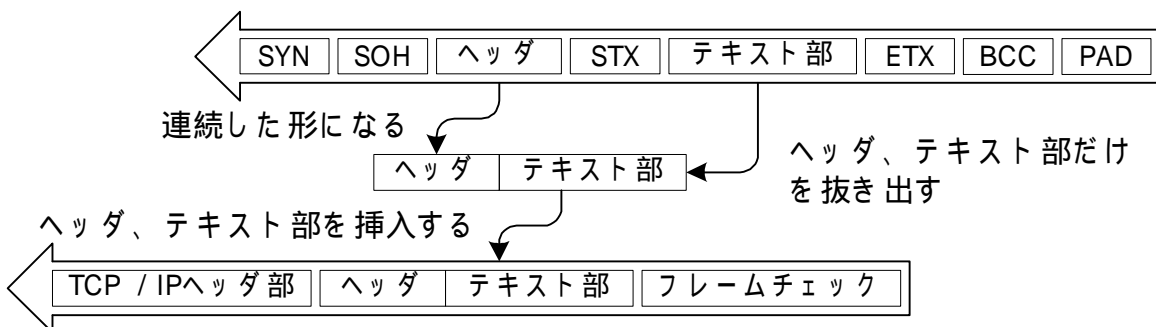 SYN SOH ヘッダ STX テキスト部 ETX BCC PAD
連続した形になる
ヘッダ テキスト部
ヘッダ、テキスト部だけ
を抜き出す
ヘッダ、テキスト部を挿入する
TCP / IPヘッダ部 ヘッダ テキスト部 フレームチェック